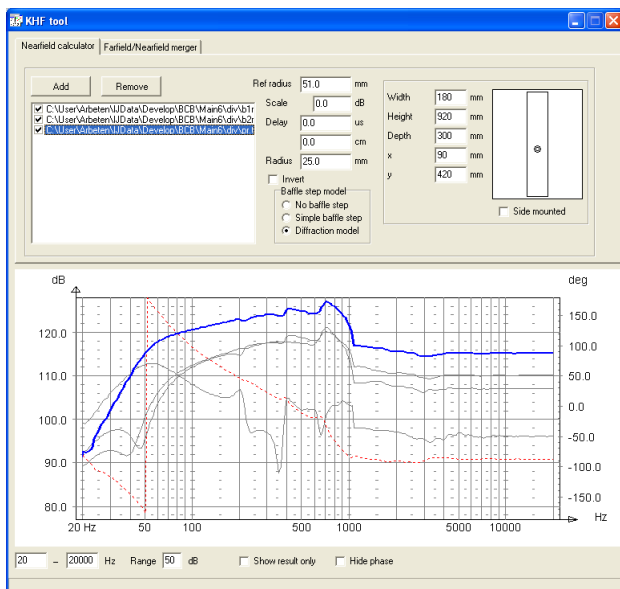 KHF tool
Nearfield calculator Farfield/Nearfield merger
Add Remove
C:\User\Arbeten\IJData\Develop\BCB\Main6\div\b1r
C:\User\Arbeten\IJData\Develop\BCB\Main6\div\b2r
C:\User\Arbeten\IJData\Develop\BCB\Main6\div\pr.t
Ref radius 51.0 mm
Scale 0.0 dB
Delay 0.0 us
0.0 cm
Radius 25.0 mm
Invert
Baffle step model
No baffle step
Simple baffle step
Diffraction model
Width 180 mm
Height 920 mm
Depth 300 mm
x 90 mm
y 420 mm
Side mounted
dB deg
120.0
110.0
100.0
90.0
80.0
150.0
100.0
50.0
0.0
-50.0
-100.0
-150.0
20 Hz 50 100 500 1000 5000 10000 Hz
20 - 20000 Hz Range 50 dB Show result only Hide phase